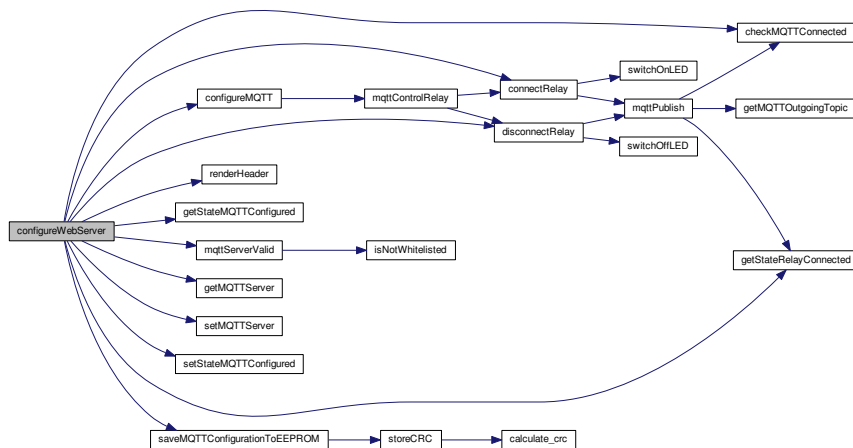 checkMQTTConnected
switchOnLED
connectRelay
configureMQTT
mqttControlRelay
mqttPublish
getMQTTOutgoingTopic
disconnectRelay
switchOffLED
renderHeader
getStateMQTTConfigured
configureWebServer
mqttServerValid
isNotWhitelisted
getStateRelayConnected
getMQTTServer
setMQTTServer
setStateMQTTConfigured
saveMQTTConfigurationToEEPROM
storeCRC
calculate_crc